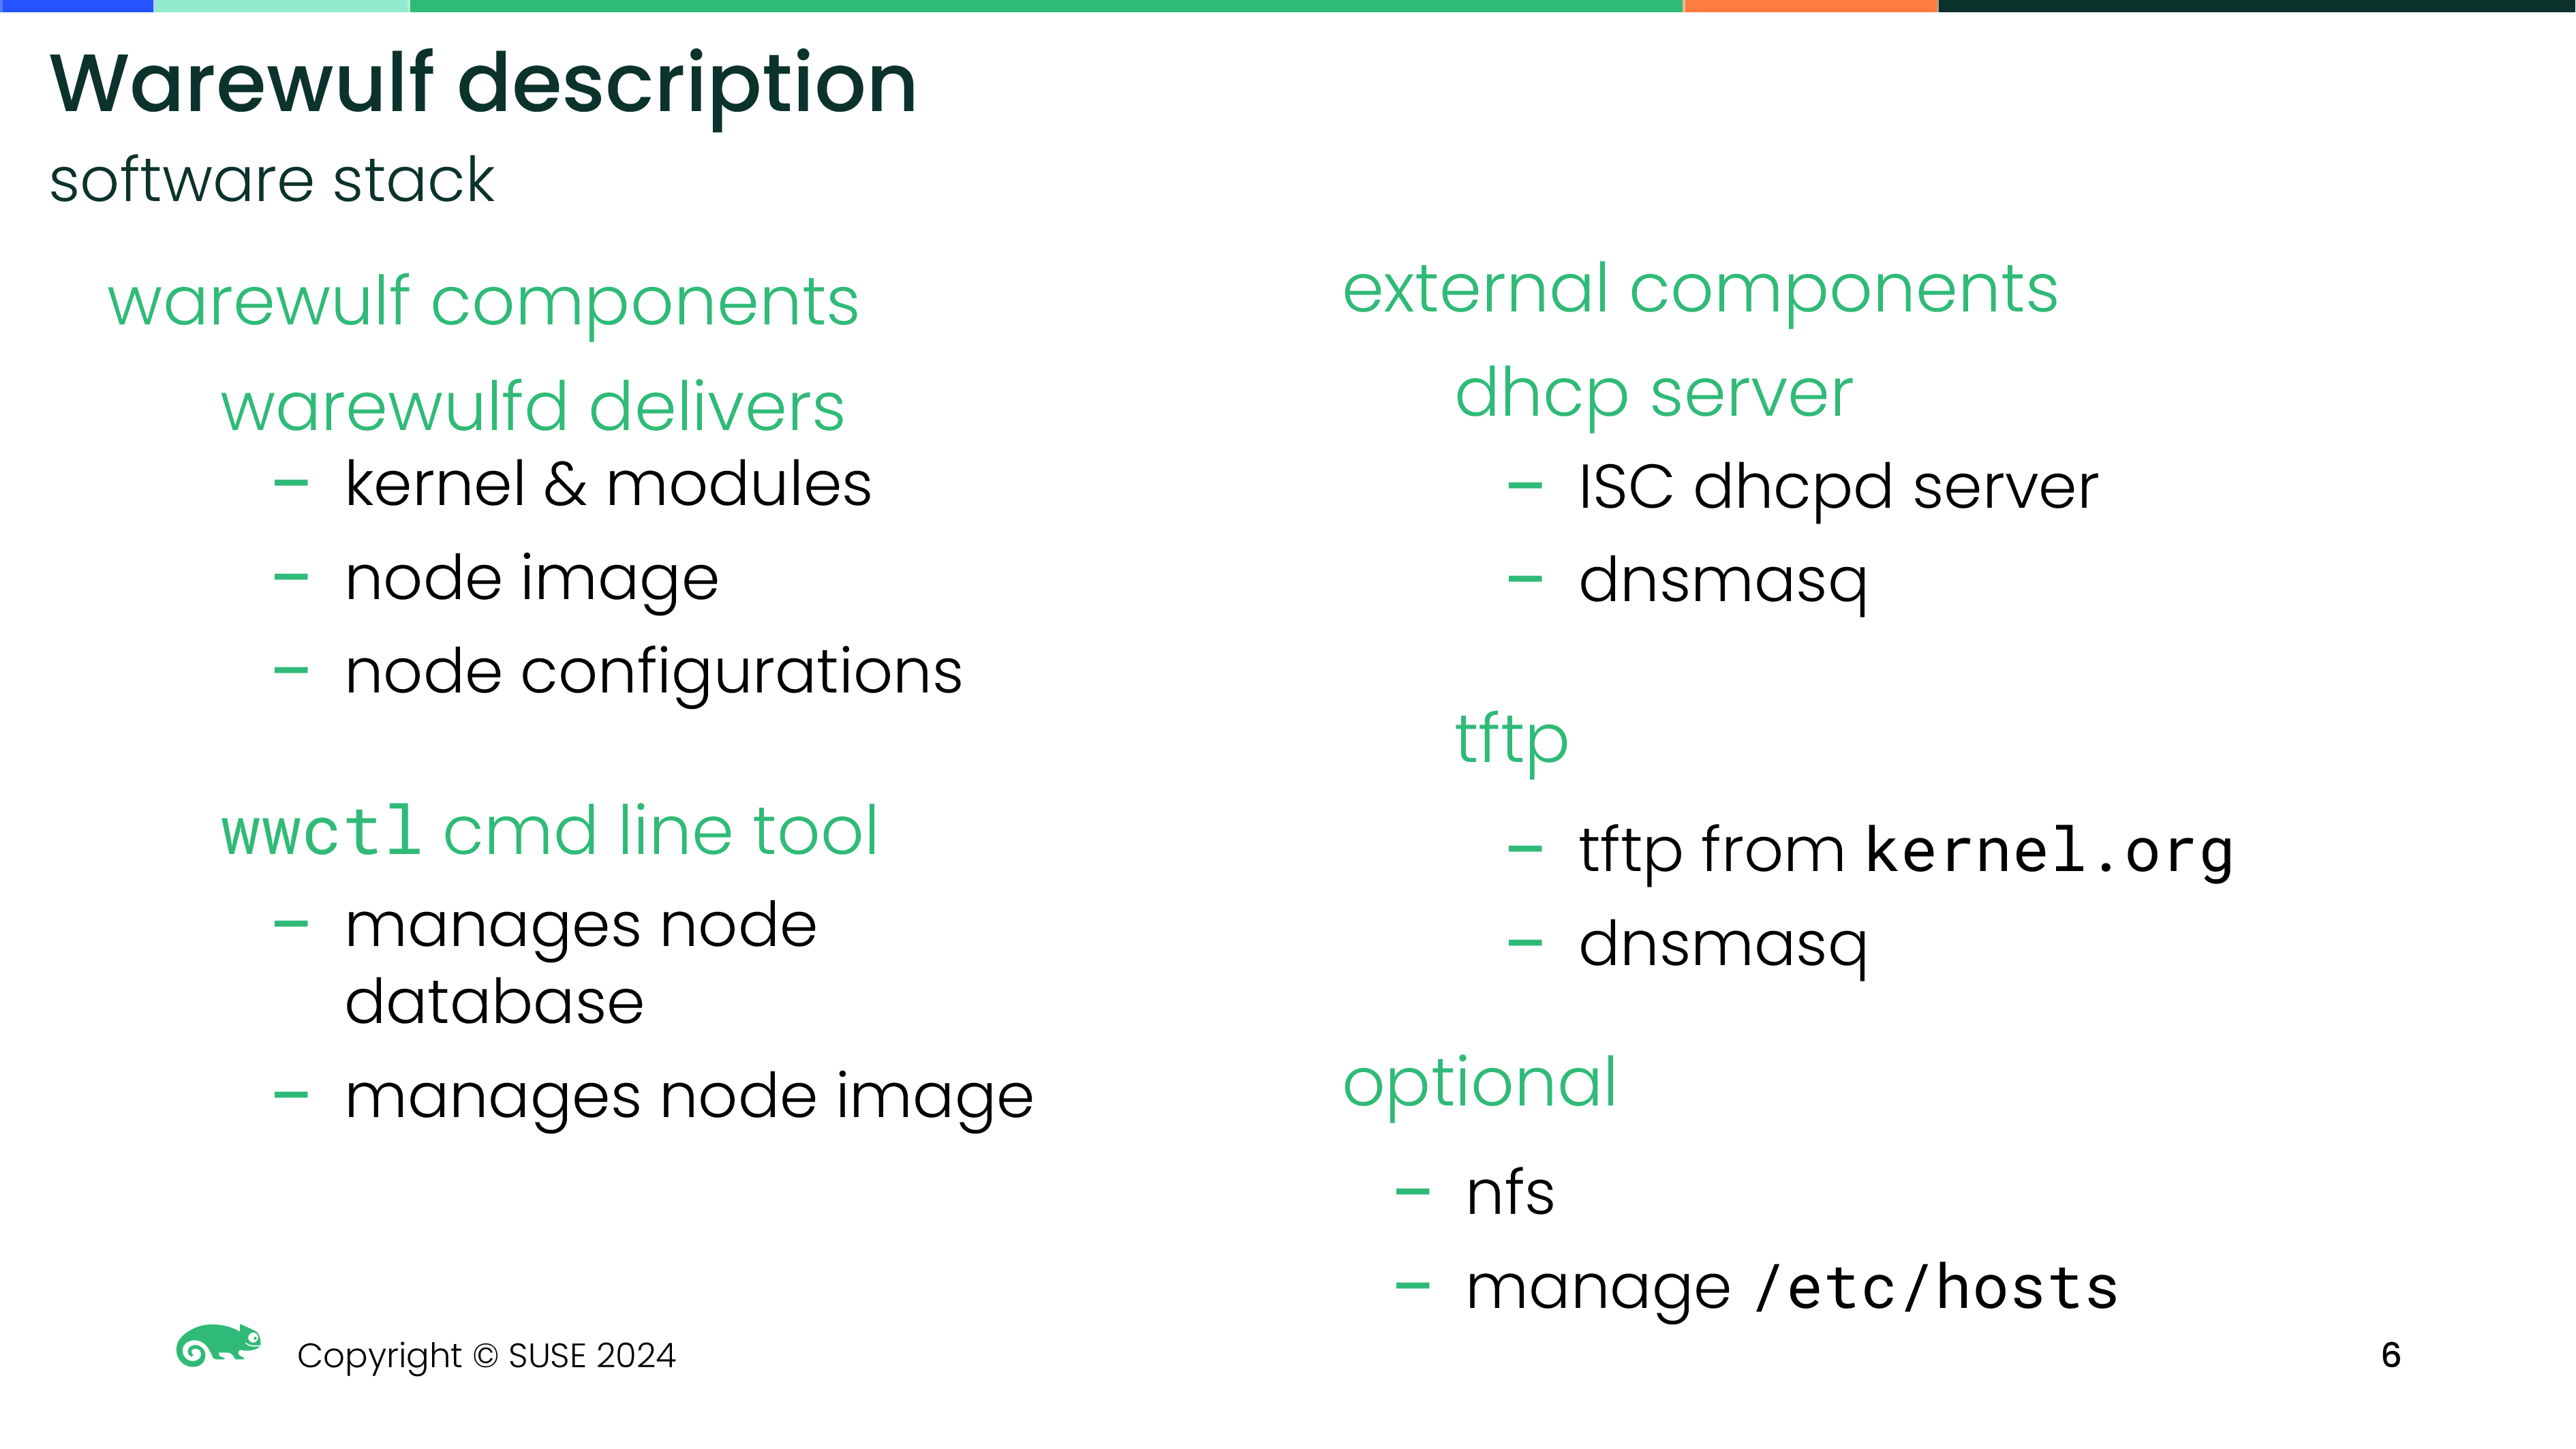 Warewulf description
software stack
warewulf components
warewulfd delivers
– kernel & modules
– node image
– node configurations
wwctl cmd line tool
– manages node
database
– manages node image
external components
dhcp server
– ISC dhcpd server
– dnsmasq
tftp
– tftp from kernel.org
– dnsmasq
optional
– nfs
– manage /etc/hosts
Copyright © SUSE 2024
6